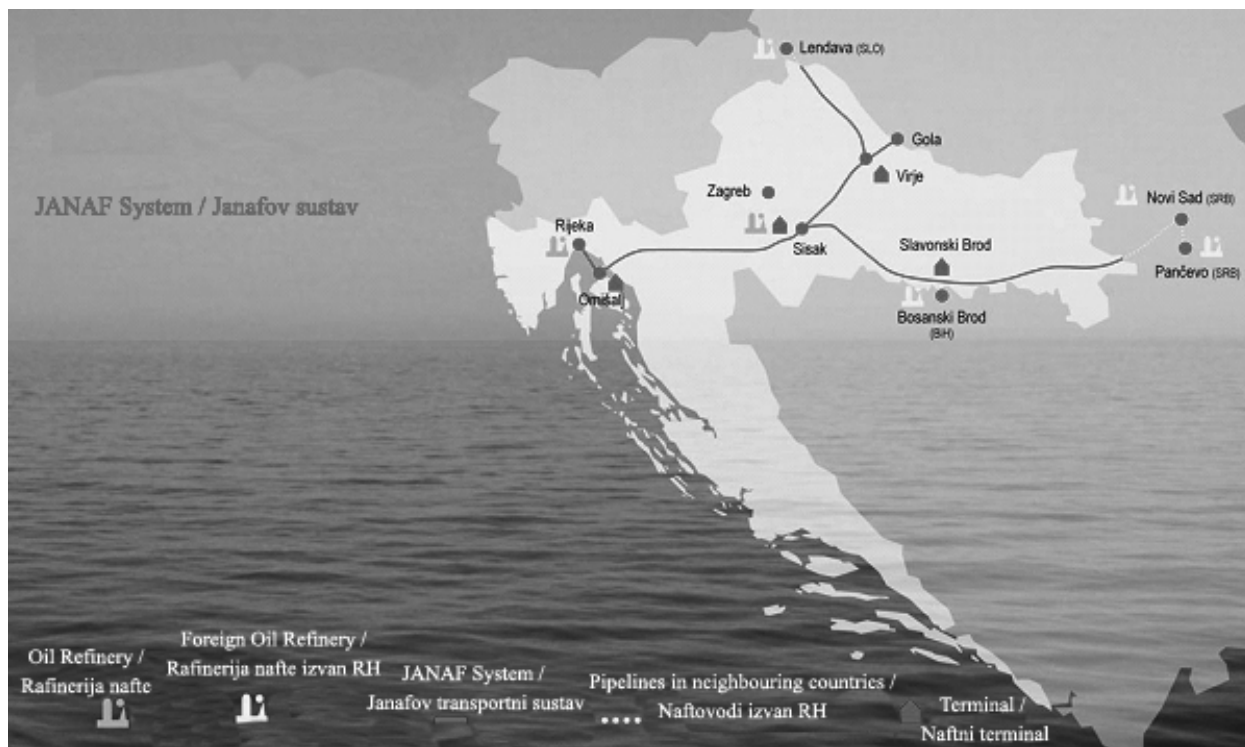 Lendava (SLO)
Gola
Virje
Zagreb
Novi Sad (SRB)
JANAF System / Janafov sustav
Rijeka
Sisak
Slavonski Brod
Pančevo (SRB)
Omišalj
Bosanski Brod
(BiH)
Oil Refinery /
Rafinerija nafte
Foreign Oil Refinery /
Rafinerija nafte izvan RH
JANAF System /
Janafov transportni sustav
Pipelines in neighbouring countries /
Naftovodi izvan RH
Terminal /
Naftni terminal